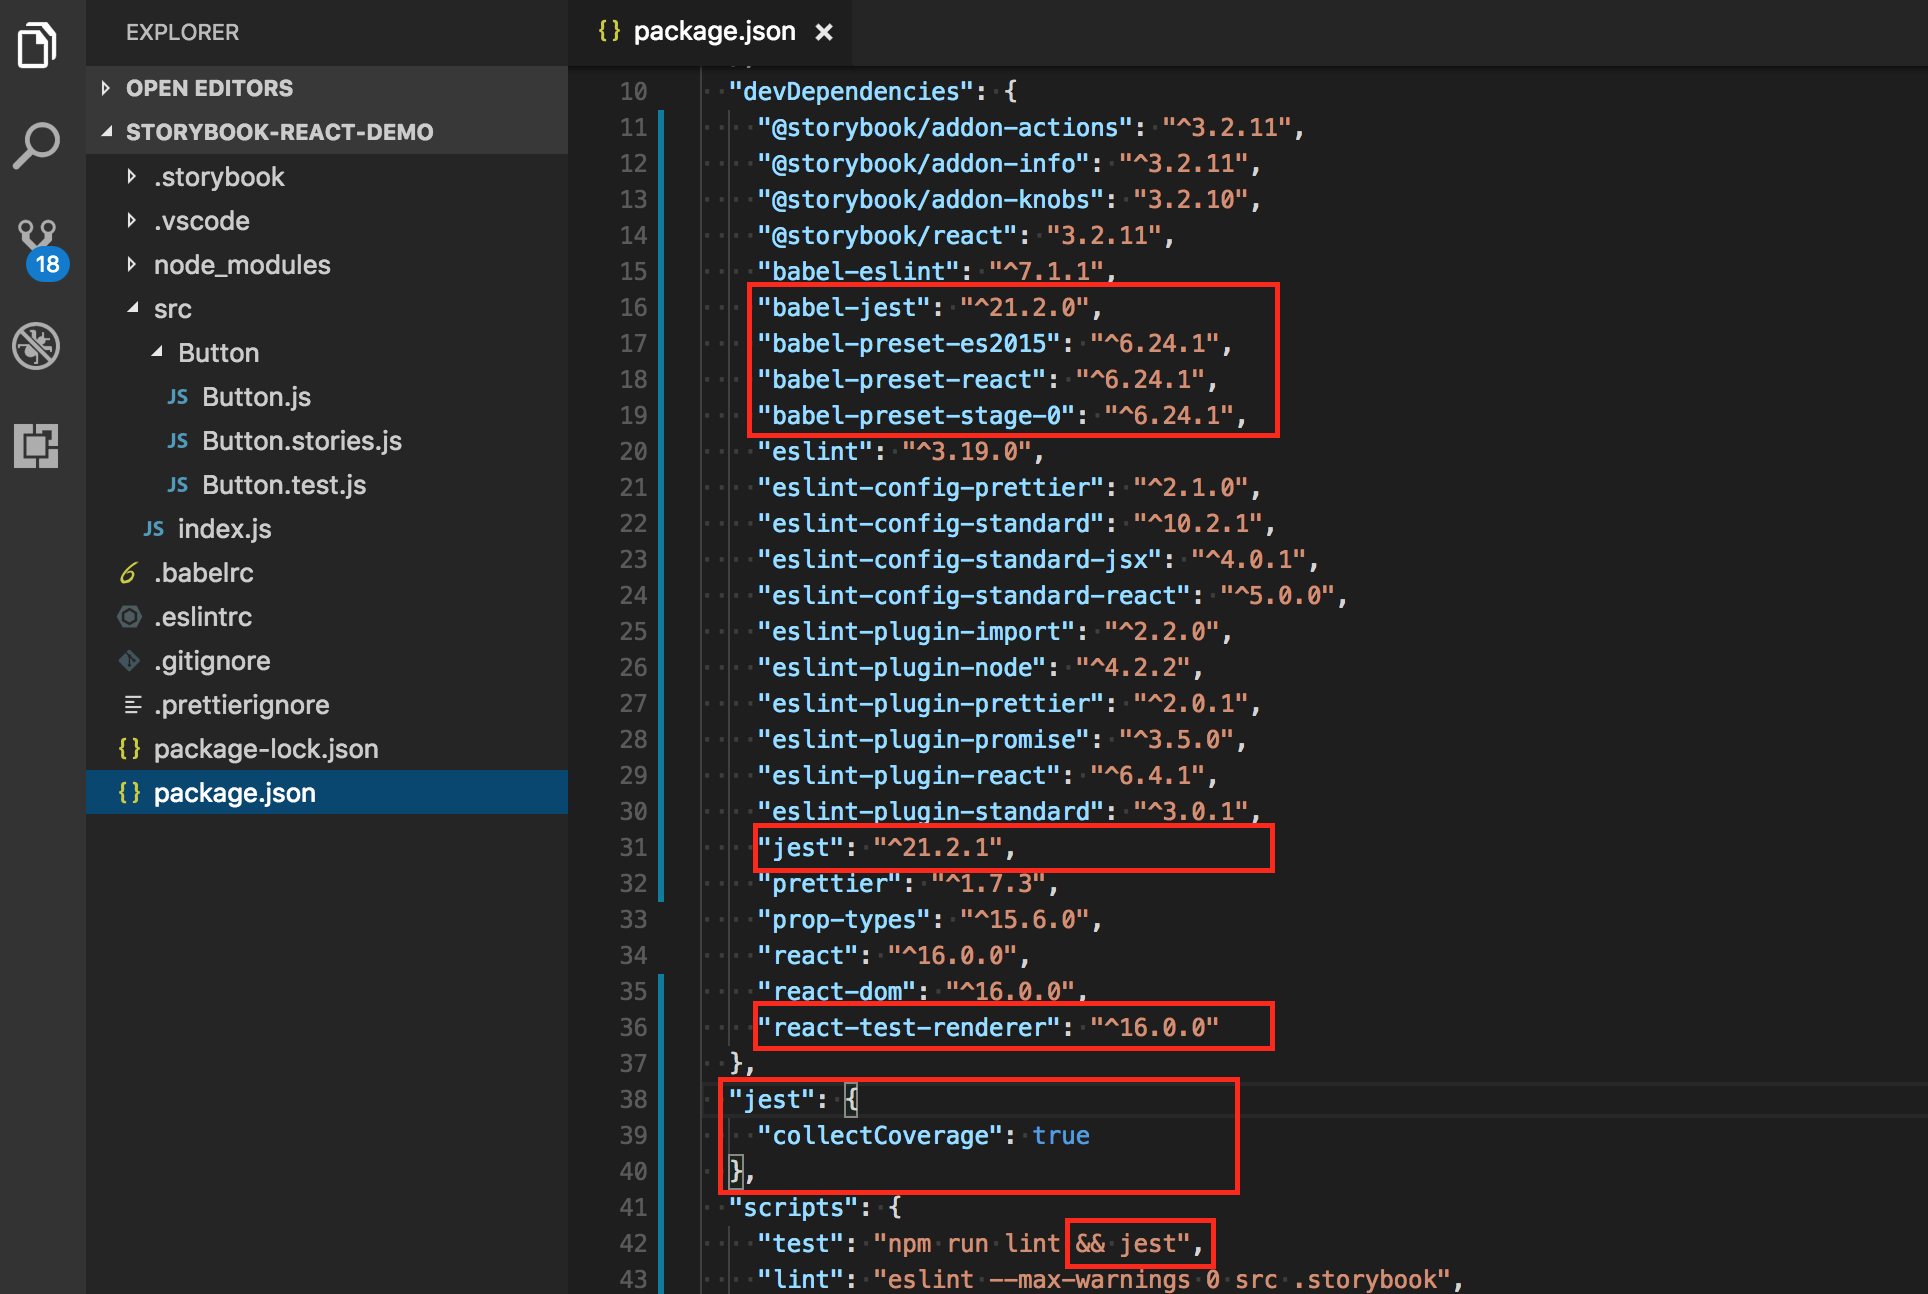 EXPLORER
OPEN EDITORS
STORYBOOK-REACT-DEMO
.storybook
.vscode
node_modules
src
Button
JS Button.js
JS Button.stories.js
JS Button.test.js
JS index.js
.babelrc
.eslintrc
.gitignore
.prettierignore
{} package-lock.json
{} package.json
18
{} package.json ×
10 "devDependencies": {
11 "@storybook/addon-actions": "^3.2.11",
12 "@storybook/addon-info": "^3.2.11",
13 "@storybook/addon-knobs": "3.2.10",
14 "@storybook/react": "3.2.11",
15 "babel-eslint": "^7.1.1",
16 "babel-jest": "^21.2.0",
17 "babel-preset-es2015": "^6.24.1",
18 "babel-preset-react": "^6.24.1",
19 "babel-preset-stage-0": "^6.24.1",
20 "eslint": "^3.19.0",
21 "eslint-config-prettier": "^2.1.0",
22 "eslint-config-standard": "^10.2.1",
23 "eslint-config-standard-jsx": "^4.0.1",
24 "eslint-config-standard-react": "^5.0.0",
25 "eslint-plugin-import": "^2.2.0",
26 "eslint-plugin-node": "^4.2.2",
27 "eslint-plugin-prettier": "^2.0.1",
28 "eslint-plugin-promise": "^3.5.0",
29 "eslint-plugin-react": "^6.4.1",
30 "eslint-plugin-standard": "^3.0.1",
31 "jest": "^21.2.1",
32 "prettier": "^1.7.3",
33 "prop-types": "^15.6.0",
34 "react": "^16.0.0",
35 "react-dom": "^16.0.0",
36 "react-test-renderer": "^16.0.0"
37 },
38 "jest": {
39 "collectCoverage": true
40 },
41 "scripts": {
42 "test": "npm run lint && jest",
43 "lint": "eslint --max-warnings 0 src .storybook",